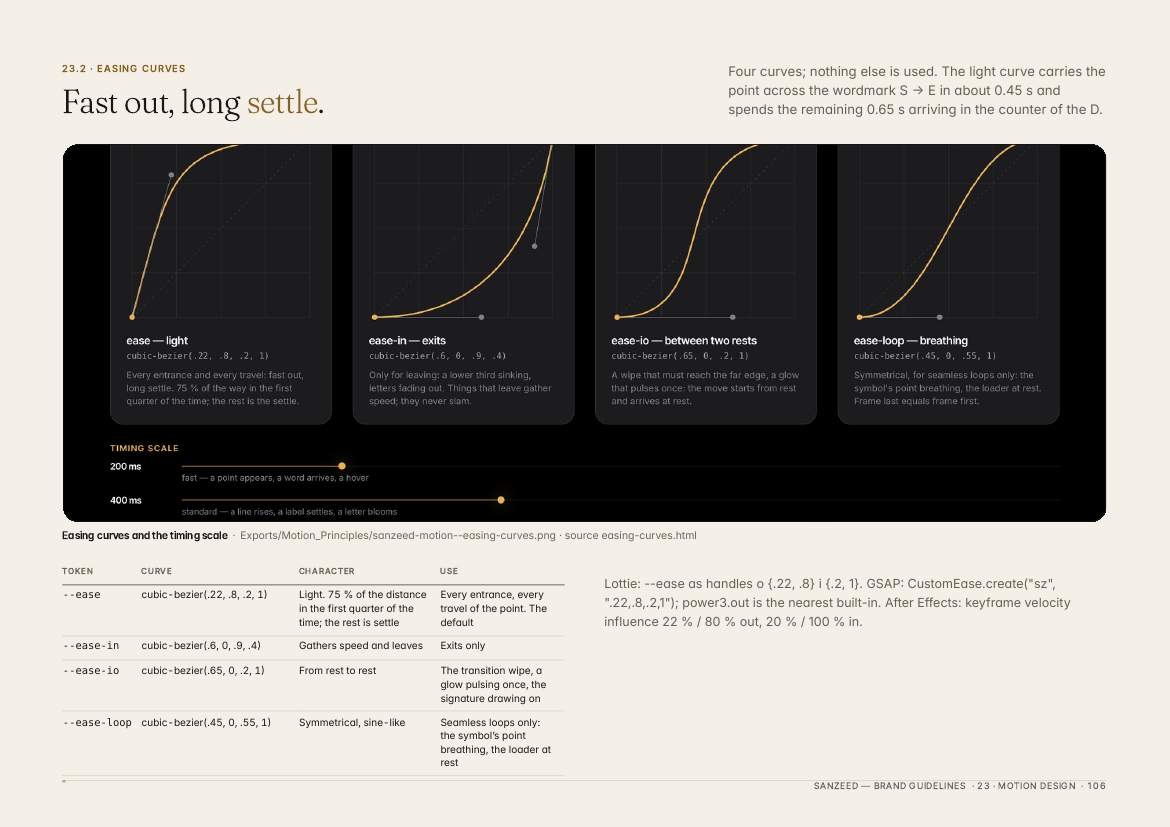 23.2 · EASING CURVES
Fast out, long settle.
Four curves; nothing else is used. The light curve carries the
point across the wordmark S → E in about 0.45 s and
spends the remaining 0.65 s arriving in the counter of the D.
ease — light
cubic-bezier(.22, .8, .2, 1)
Every entrance and every travel: fast out,
long settle. 75 % of the way in the first
quarter of the time; the rest is the settle.
ease-in — exits
cubic-bezier(.6, 0, .9, .4)
Only for leaving: a lower third sinking,
letters fading out. Things that leave gather
speed; they never slam.
ease-io — between two rests
cubic-bezier(.65, 0, .2, 1)
A wipe that must reach the far edge, a glow
that pulses once: the move starts from rest
and arrives at rest.
ease-loop — breathing
cubic-bezier(.45, 0, .55, 1)
Symmetrical, for seamless loops only: the
symbol's point breathing, the loader at rest.
Frame last equals frame first.
TIMING SCALE
200 ms
fast — a point appears, a word arrives, a hover
400 ms
standard — a line rises, a label settles, a letter blooms
Easing curves and the timing scale · Exports/Motion_Principles/sanzeed-motion--easing-curves.png · source easing-curves.html
TOKEN CURVE CHARACTER USE
--ease cubic-bezier(.22, .8, .2, 1) Light. 75 % of the distance Every entrance, every
in the first quarter of the travel of the point. The
time; the rest is settle default
--ease-in cubic-bezier(.6, 0, .9, .4) Gathers speed and leaves Exits only
--ease-io cubic-bezier(.65, 0, .2, 1) From rest to rest The transition wipe, a
glow pulsing once, the
signature drawing on
--ease-loop cubic-bezier(.45, 0, .55, 1) Symmetrical, sine-like Seamless loops only:
the symbol's point
breathing, the loader at
rest
Lottie: --ease as handles o {.22, .8} i {.2, 1}. GSAP: CustomEase.create("sz",
".22,.8,.2,1"); power3.out is the nearest built-in. After Effects: keyframe velocity
influence 22 % / 80 % out, 20 % / 100 % in.
SANZEED — BRAND GUIDELINES · 23 · MOTION DESIGN · 106